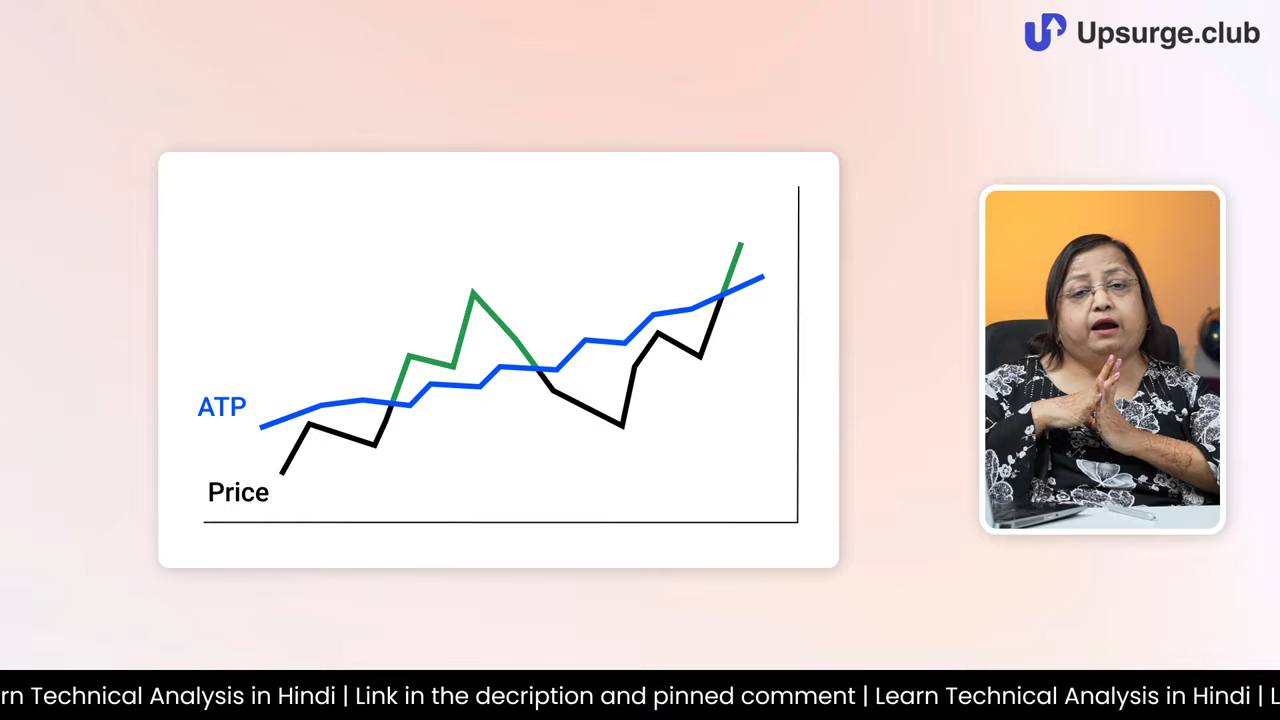 Upsurge.club
ATP
Price
rn Technical Analysis in Hindi | Link in the decription and pinned comment | Learn Technical Analysis in Hindi | L